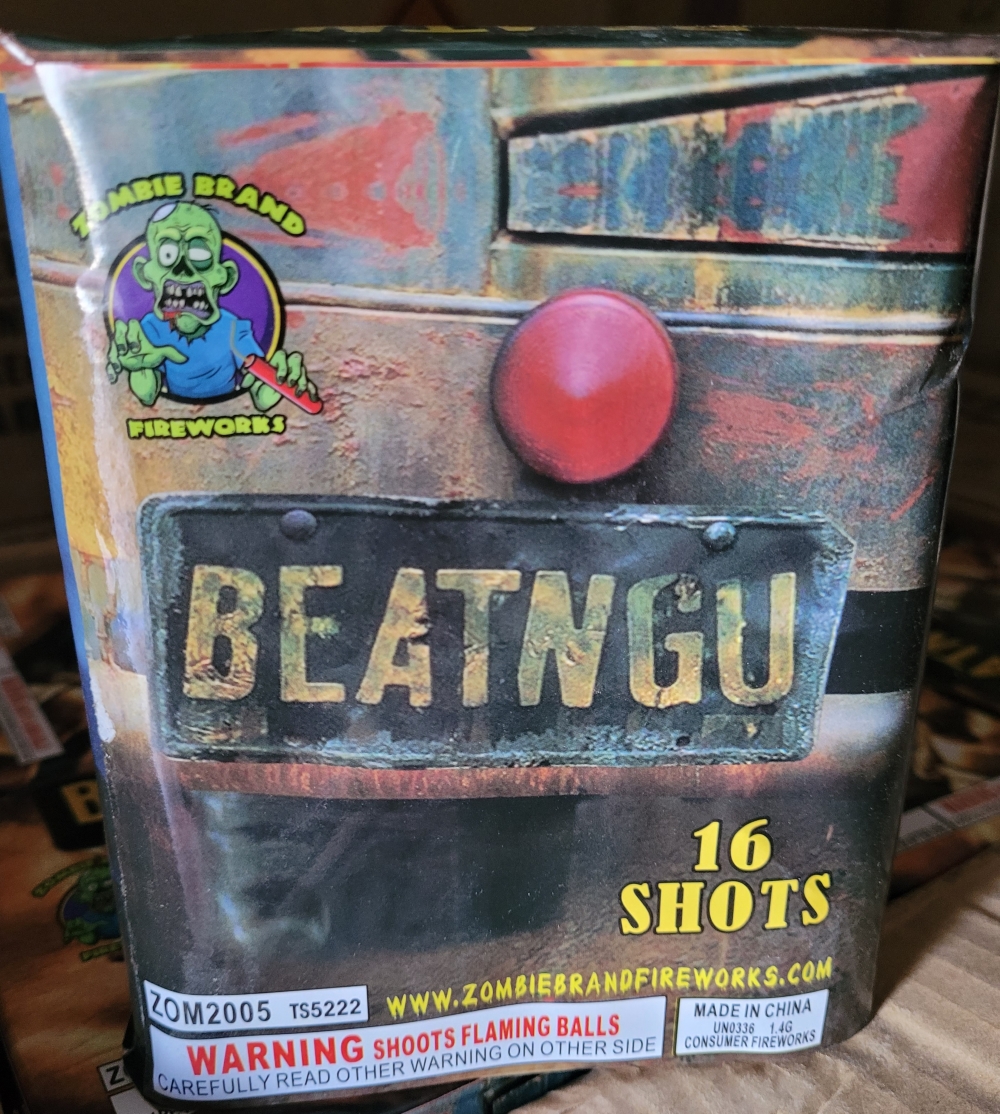 ZOMBIE BRAND
FIREWORKS
BEATNGU
16
SHOTS
WWW.ZOMBIEBRANDFIREWORKS.COM
ZOM2005 TS5222
WARNING SHOOTS FLAMING BALLS
CAREFULLY READ OTHER WARNING ON OTHER SIDE
MADE IN CHINA
UN0336 1.4G
CONSUMER FIREWORKS